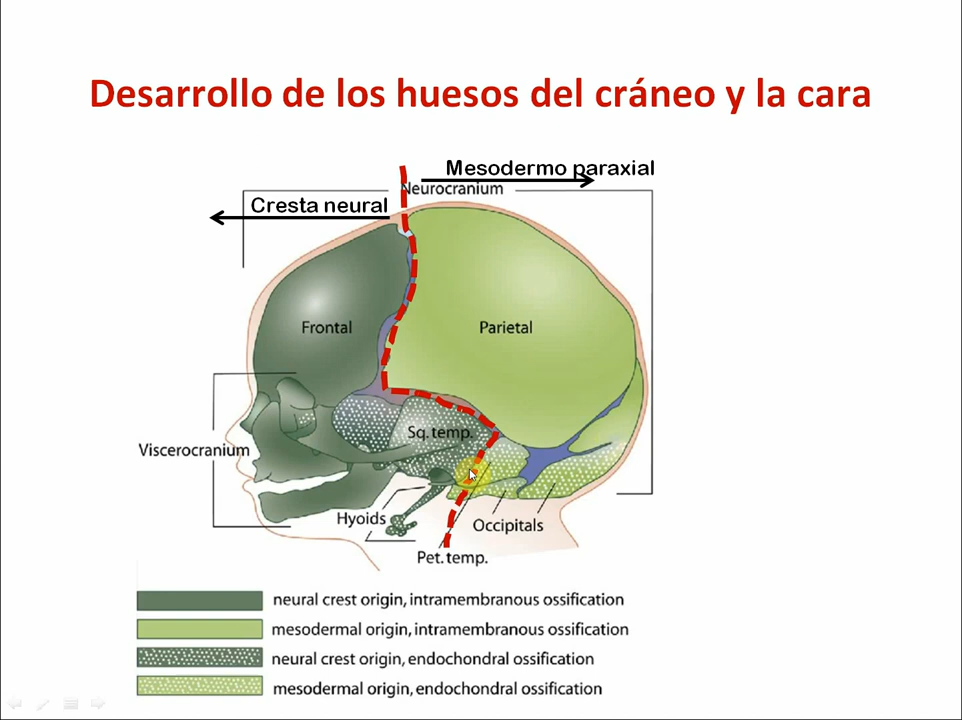 Desarrollo de los huesos del cráneo y la cara
Mesodermo paraxial
Neurocranium
Cresta neural
Frontal
Parietal
Sq. temp.
Viscerocranium
Hyoids
Occipitals
Pet. temp.
neural crest origin, intramembranous ossification
mesodermal origin, intramembranous ossification
neural crest origin, endochondral ossification
mesodermal origin, endochondral ossification